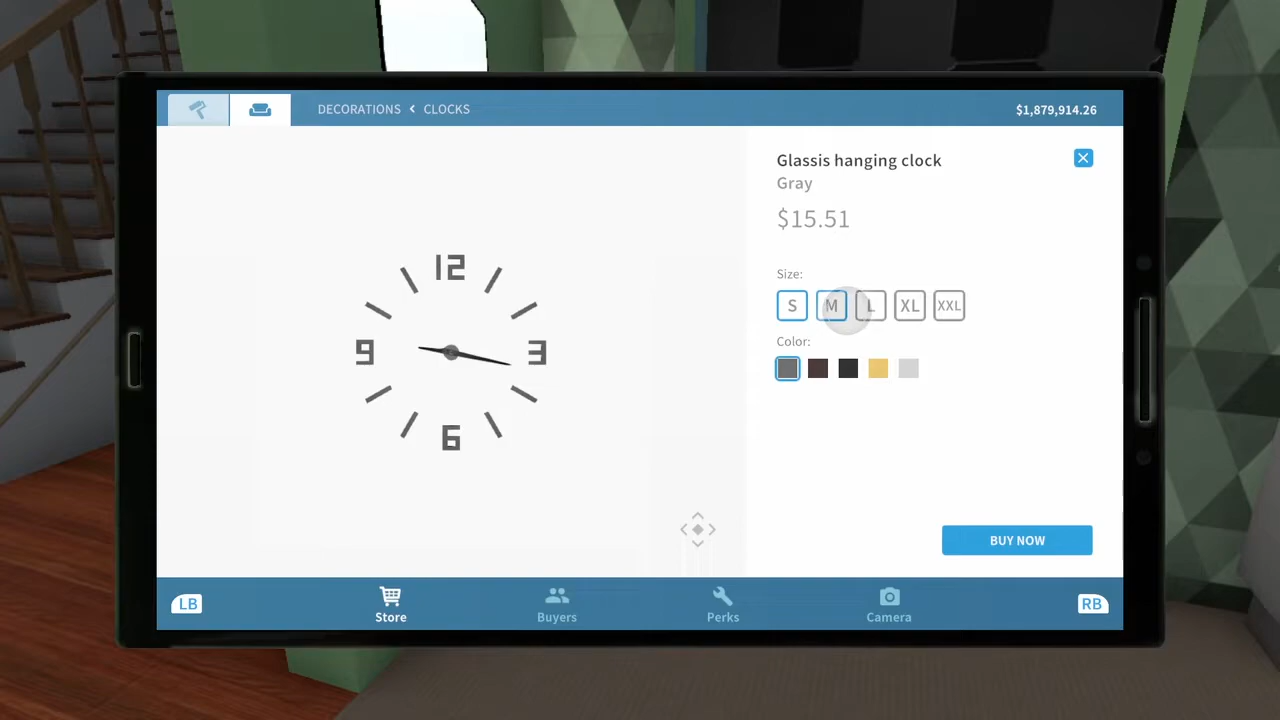 DECORATIONS < CLOCKS
$1,879,914.26
12
9
3
6
Glassis hanging clock
Gray
$15.51
Size:
S M L XL XXL
Color:
BUY NOW
LB
Store
Buyers
Perks
Camera
RB